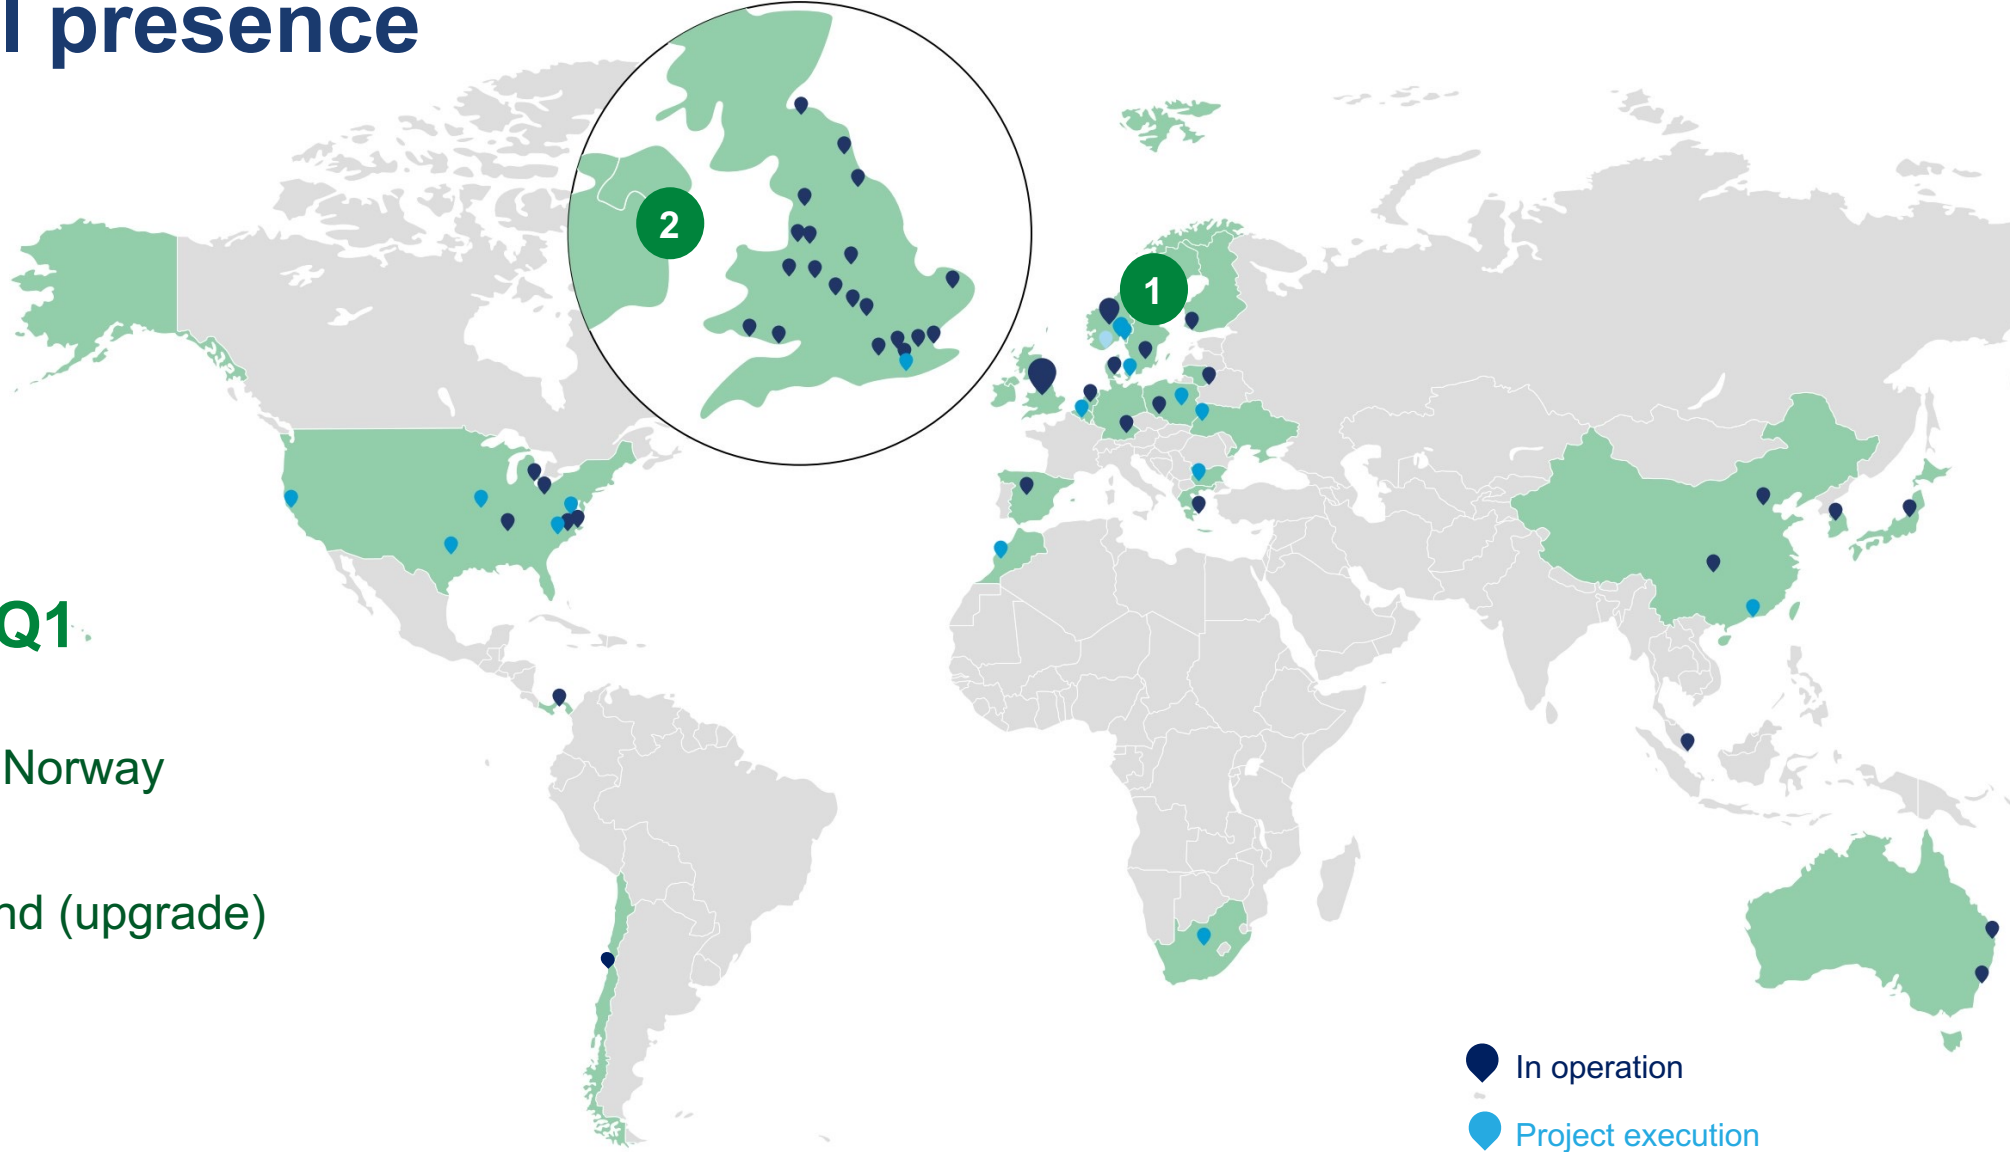 l presence
2
1
Q1
Norway
nd (upgrade)
In operation
Project execution